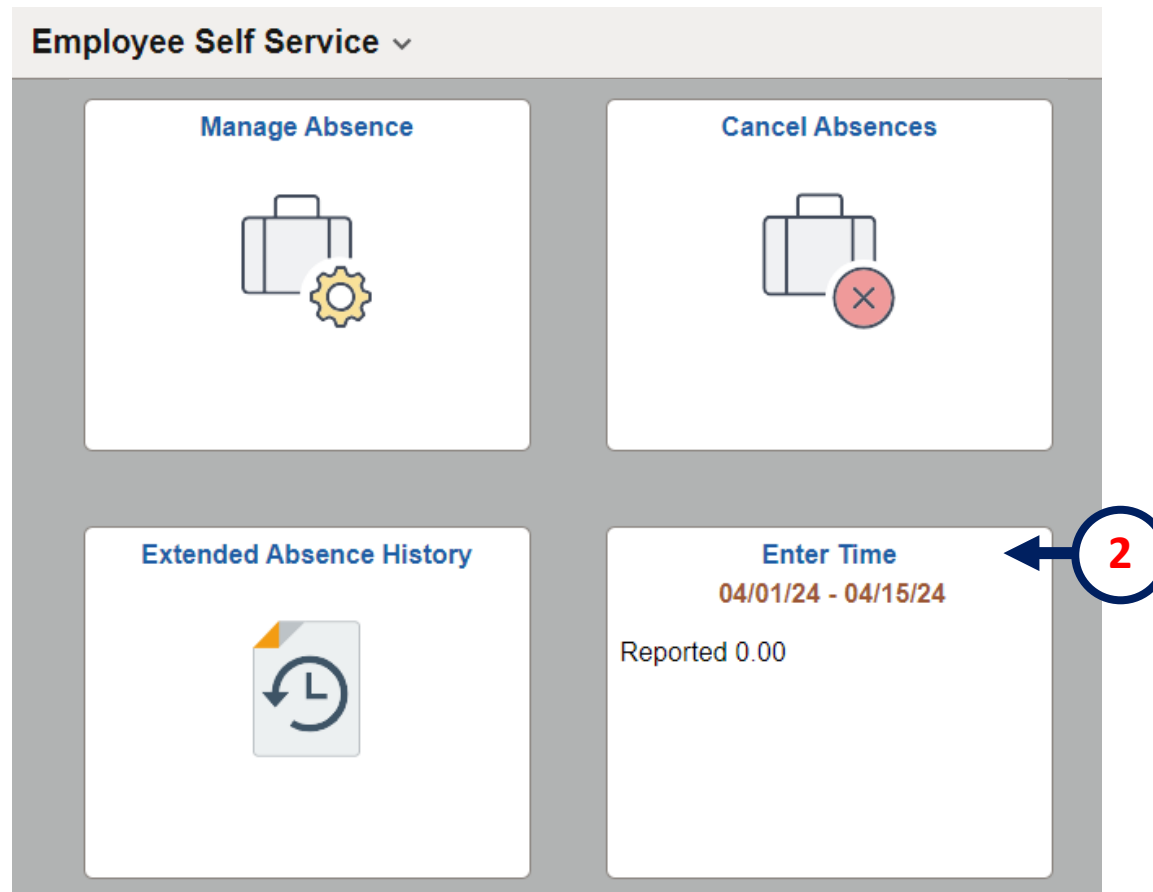 Employee Self Service
Manage Absence
Cancel Absences
Extended Absence History
Enter Time
04/01/24 - 04/15/24
Reported 0.00
2